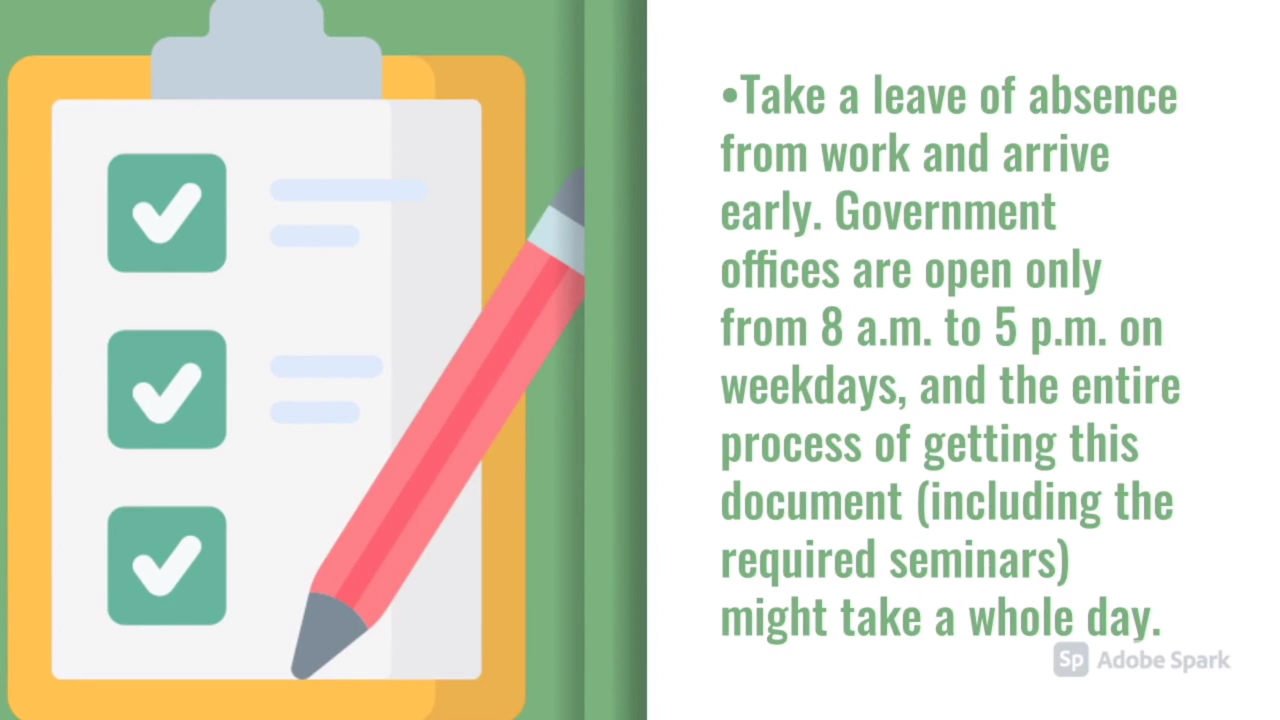 •Take a leave of absence
from work and arrive
early. Government
offices are open only
from 8 a.m. to 5 p.m. on
weekdays, and the entire
process of getting this
document (including the
required seminars)
might take a whole day.
Sp Adobe Spark